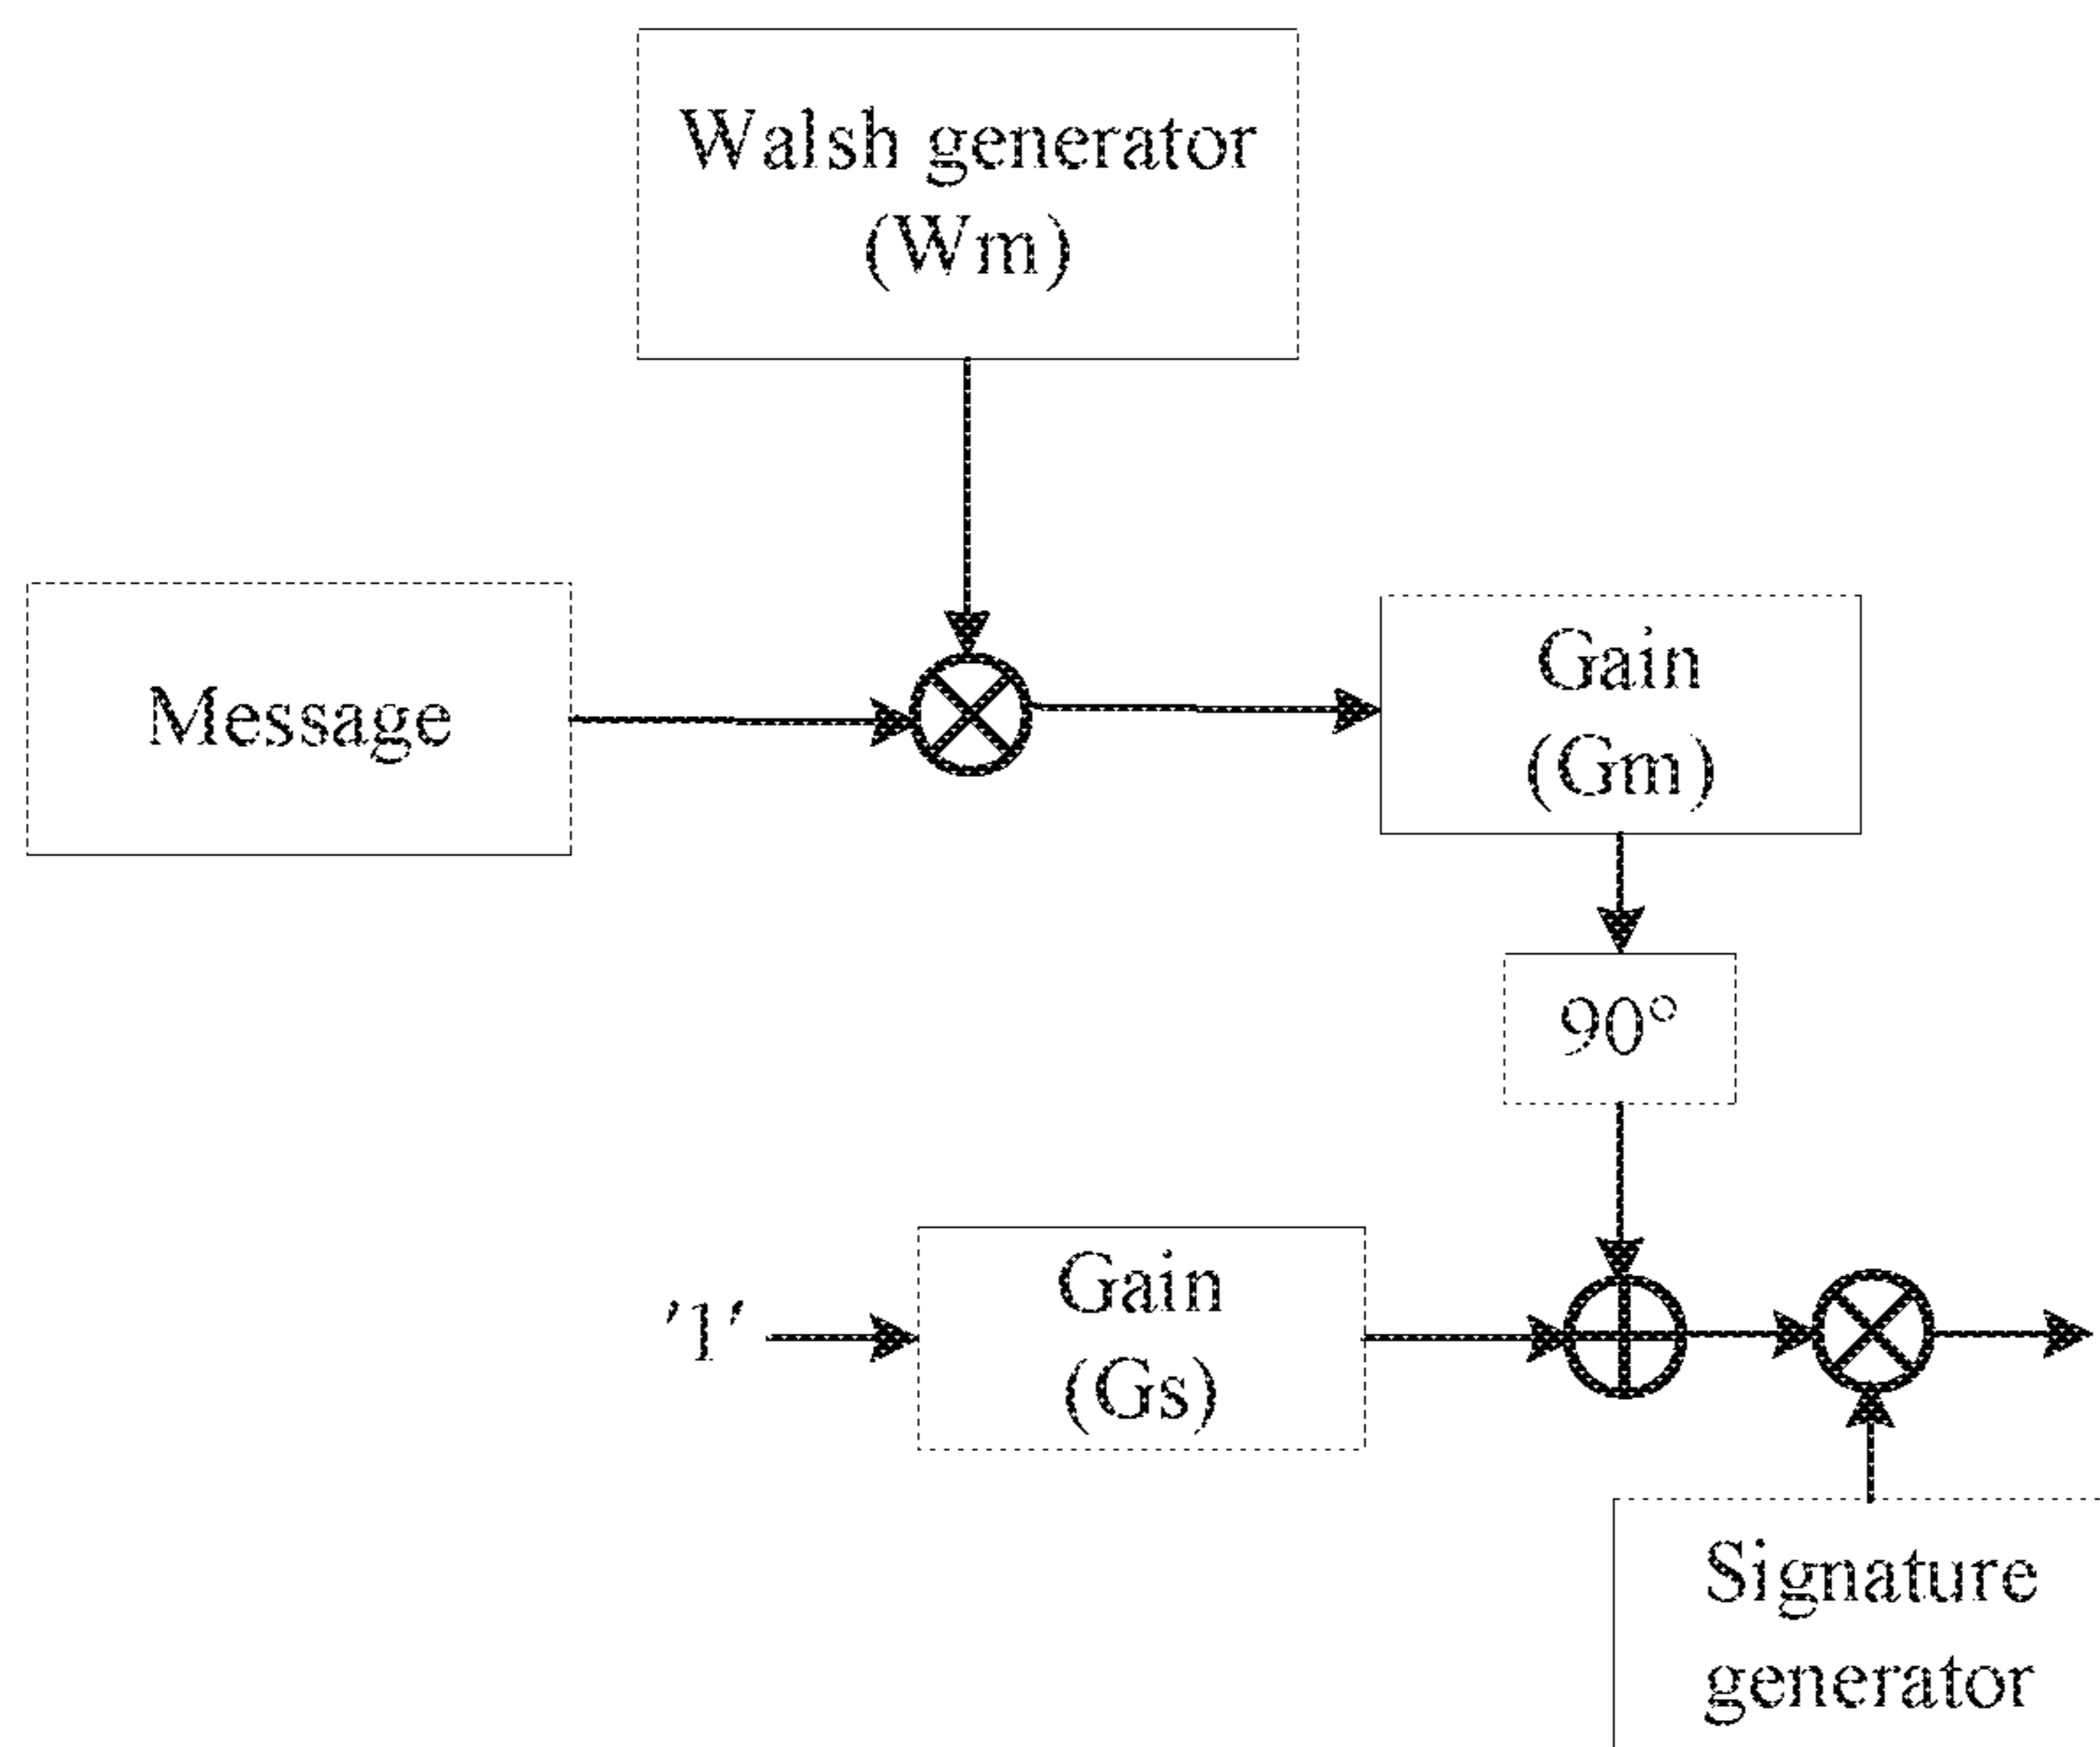 Walsh generator
(Wm)
Message
Gain
(Gm)
90°
'1'
Gain
(Gs)
Signature
generator